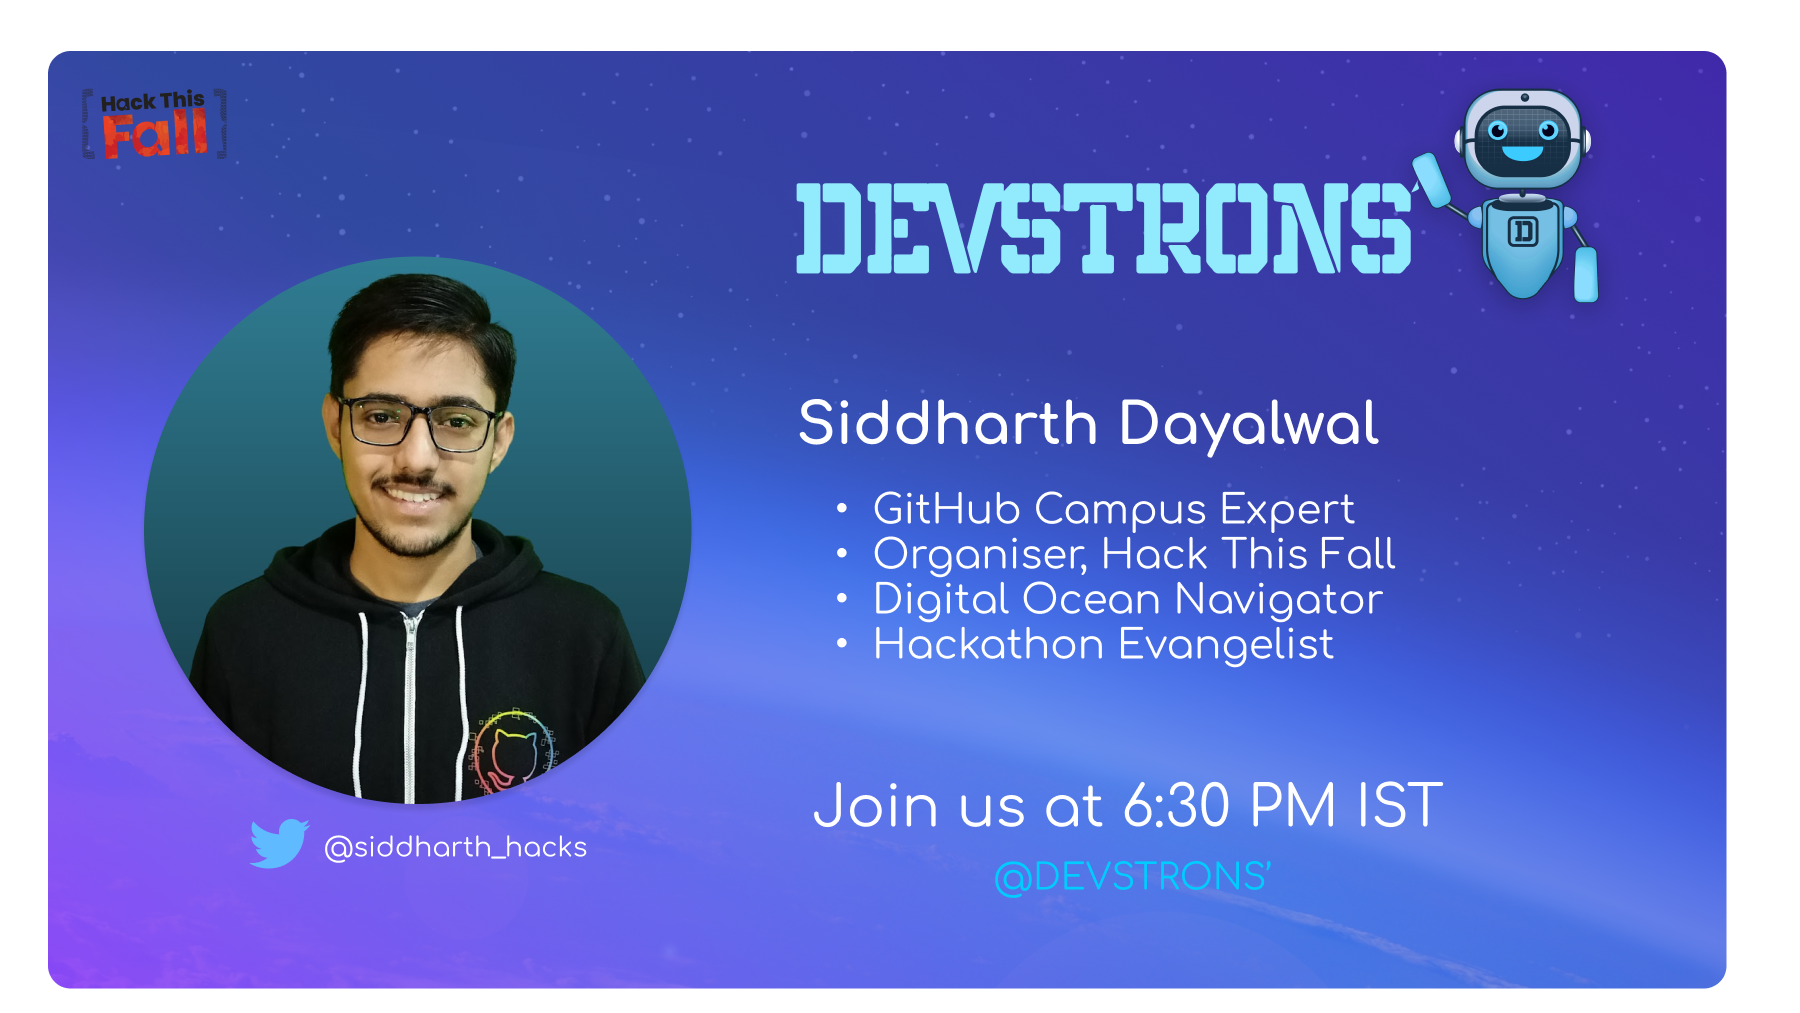 Hack This
Fall
DEVSTRONS'
D
Siddharth Dayalwal
• GitHub Campus Expert
• Organiser, Hack This Fall
• Digital Ocean Navigator
• Hackathon Evangelist
Join us at 6:30 PM IST
@DEVSTRONS’
@siddharth_hacks